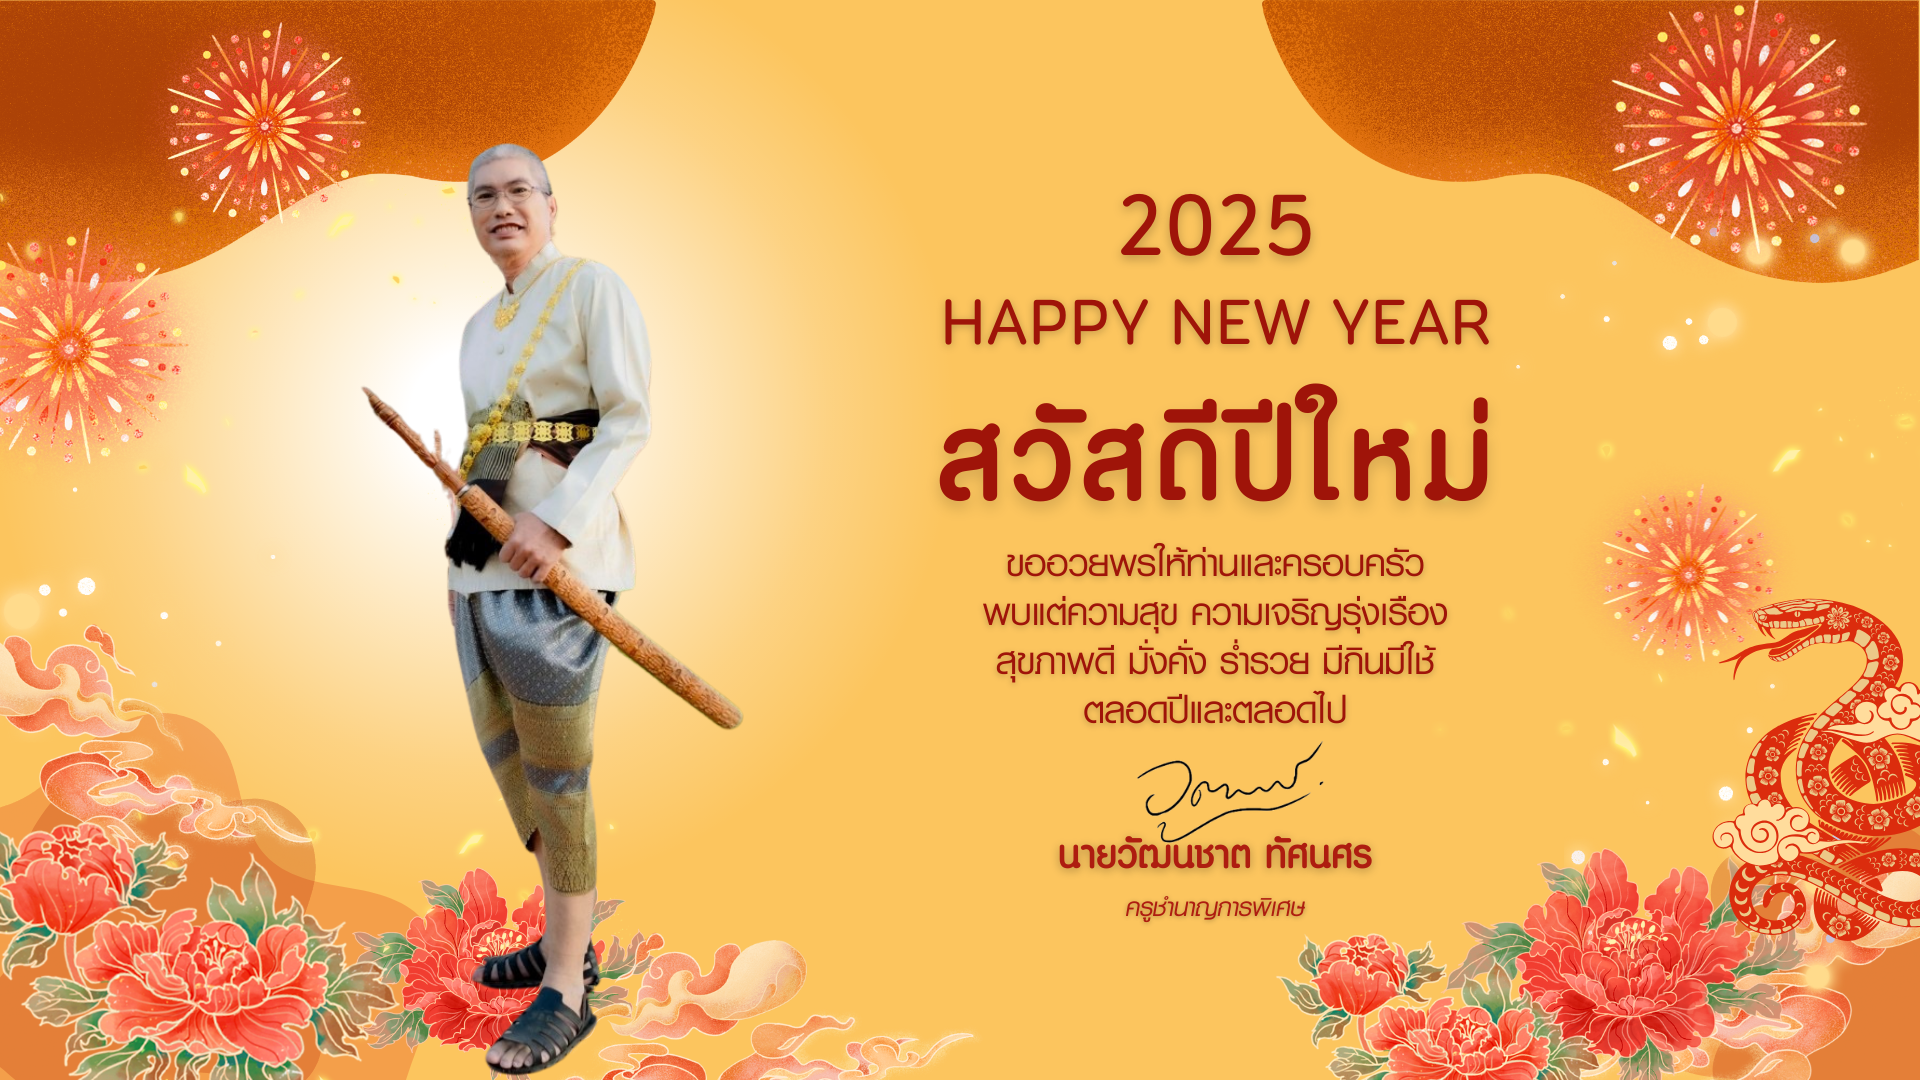 2025
HAPPY NEW YEAR
สวัสดีปีใหม่
ขออวยพรให้ท่านและครอบครัว
พบแต่ความสุข ความเจริญรุ่งเรือง
สุขภาพดี มั่งคั่ง ร่ำรวย มีกินมีใช้
ตลอดปีและตลอดไป
นายวัฒนชาต ทัศนศร
ครูชำนาญการพิเศษ